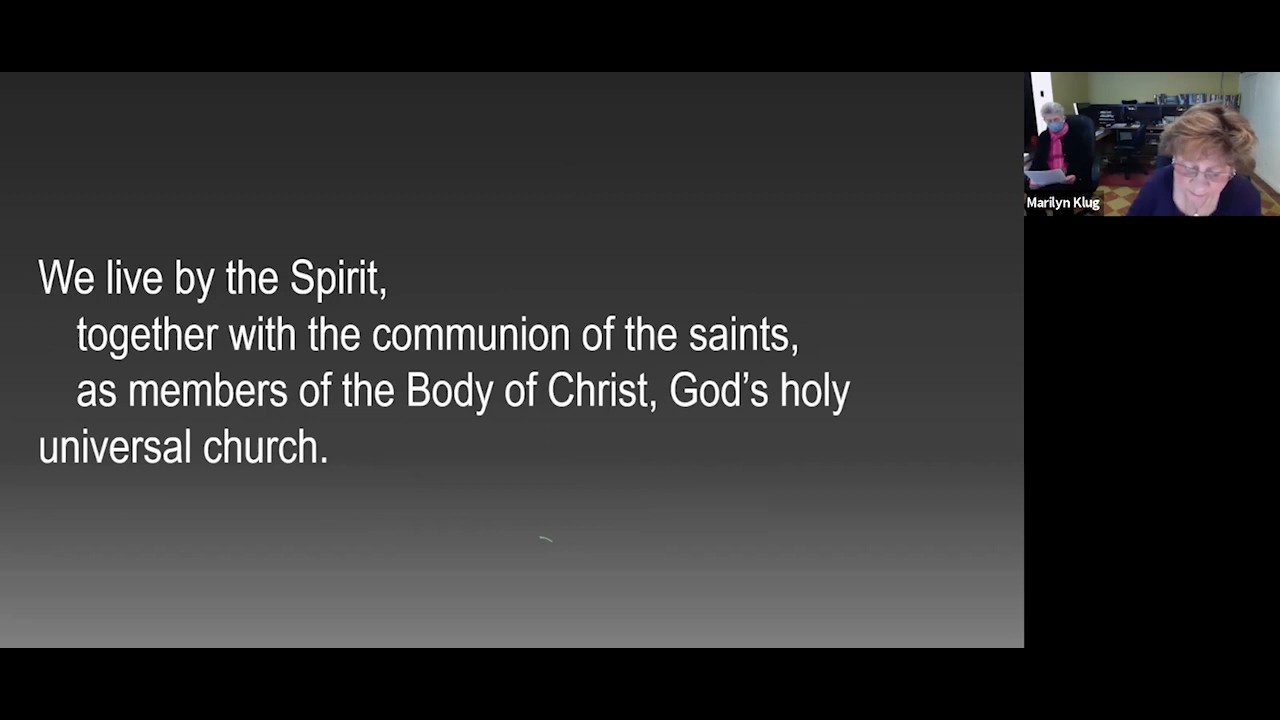 We live by the Spirit,
together with the communion of the saints,
as members of the Body of Christ, God’s holy
universal church.
Marilyn Klug